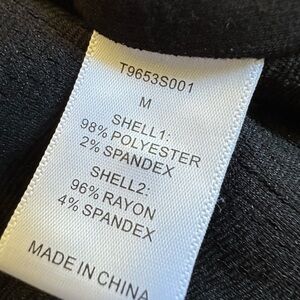 T9653S001
M
SHELL1:
98% POLYESTER
2% SPANDEX
SHELL2:
96% RAYON
4% SPANDEX
MADE IN CHINA